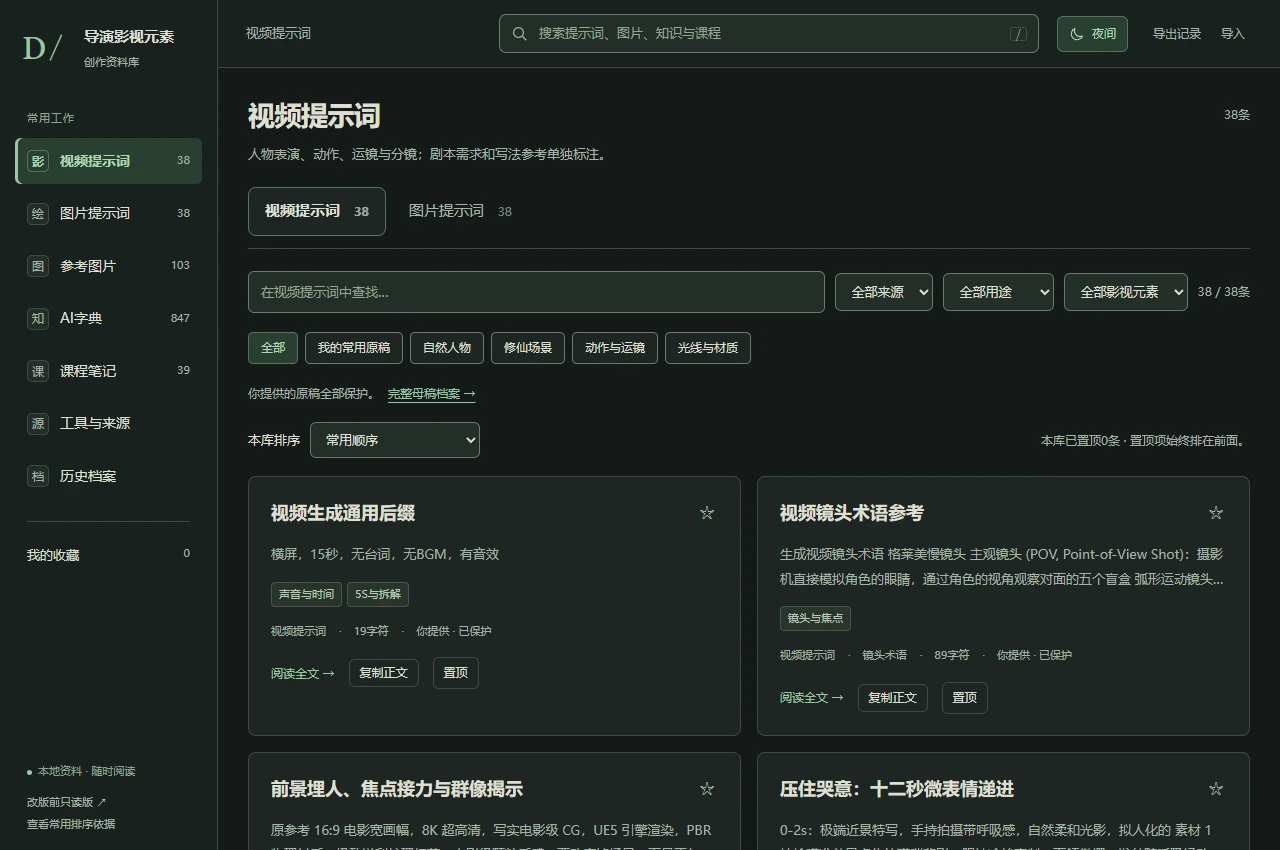 D/
导演影视元素
创作资料库
常用工作
影 视频提示词 38
绘 图片提示词 38
图 参考图片 103
知 AI字典 847
课 课程笔记 39
源 工具与来源
档 历史档案
我的收藏 0
本地资料 · 随时阅读
改版前只读版 ↗
查看常用排序依据
视频提示词
搜索提示词、图片、知识与课程 /
夜间
导出记录
导入
视频提示词
38条
人物表演、动作、运镜与分镜；剧本需求和写法参考单独标注。
视频提示词 38
图片提示词 38
在视频提示词中查找...
全部来源
全部用途
全部影视元素
38 / 38条
全部
我的常用原稿
自然人物
修仙场景
动作与运镜
光线与材质
你提供的原稿全部保护。 完整母稿档案 →
本库排序 常用顺序
本库已置顶0条 · 置顶项始终排在前面。
视频生成通用后缀 ☆
横屏，15秒，无台词，无BGM，有音效
声音与时间 5S与拆解
视频提示词 · 19字符 · 你提供 · 已保护
阅读全文 → 复制正文 置顶
视频镜头术语参考 ☆
生成视频镜头术语 格莱美慢镜头 主观镜头 (POV, Point-of-View Shot)：摄影
机直接模拟角色的眼睛，通过角色的视角观察对面的五个盲盒 弧形运动镜头...
镜头与焦点
视频提示词 · 镜头术语 · 89字符 · 你提供 · 已保护
阅读全文 → 复制正文 置顶
前景埋人、焦点接力与群像揭示 ☆
原参考 16:9 电影宽画幅，8K 超高清，写实电影级 CG，UE5 引擎渲染，PBR
压住哭意：十二秒微表情递进 ☆
0-2s：极端近景特写，手持拍摄带呼吸感，自然柔和光影，拟人化的 素材 1